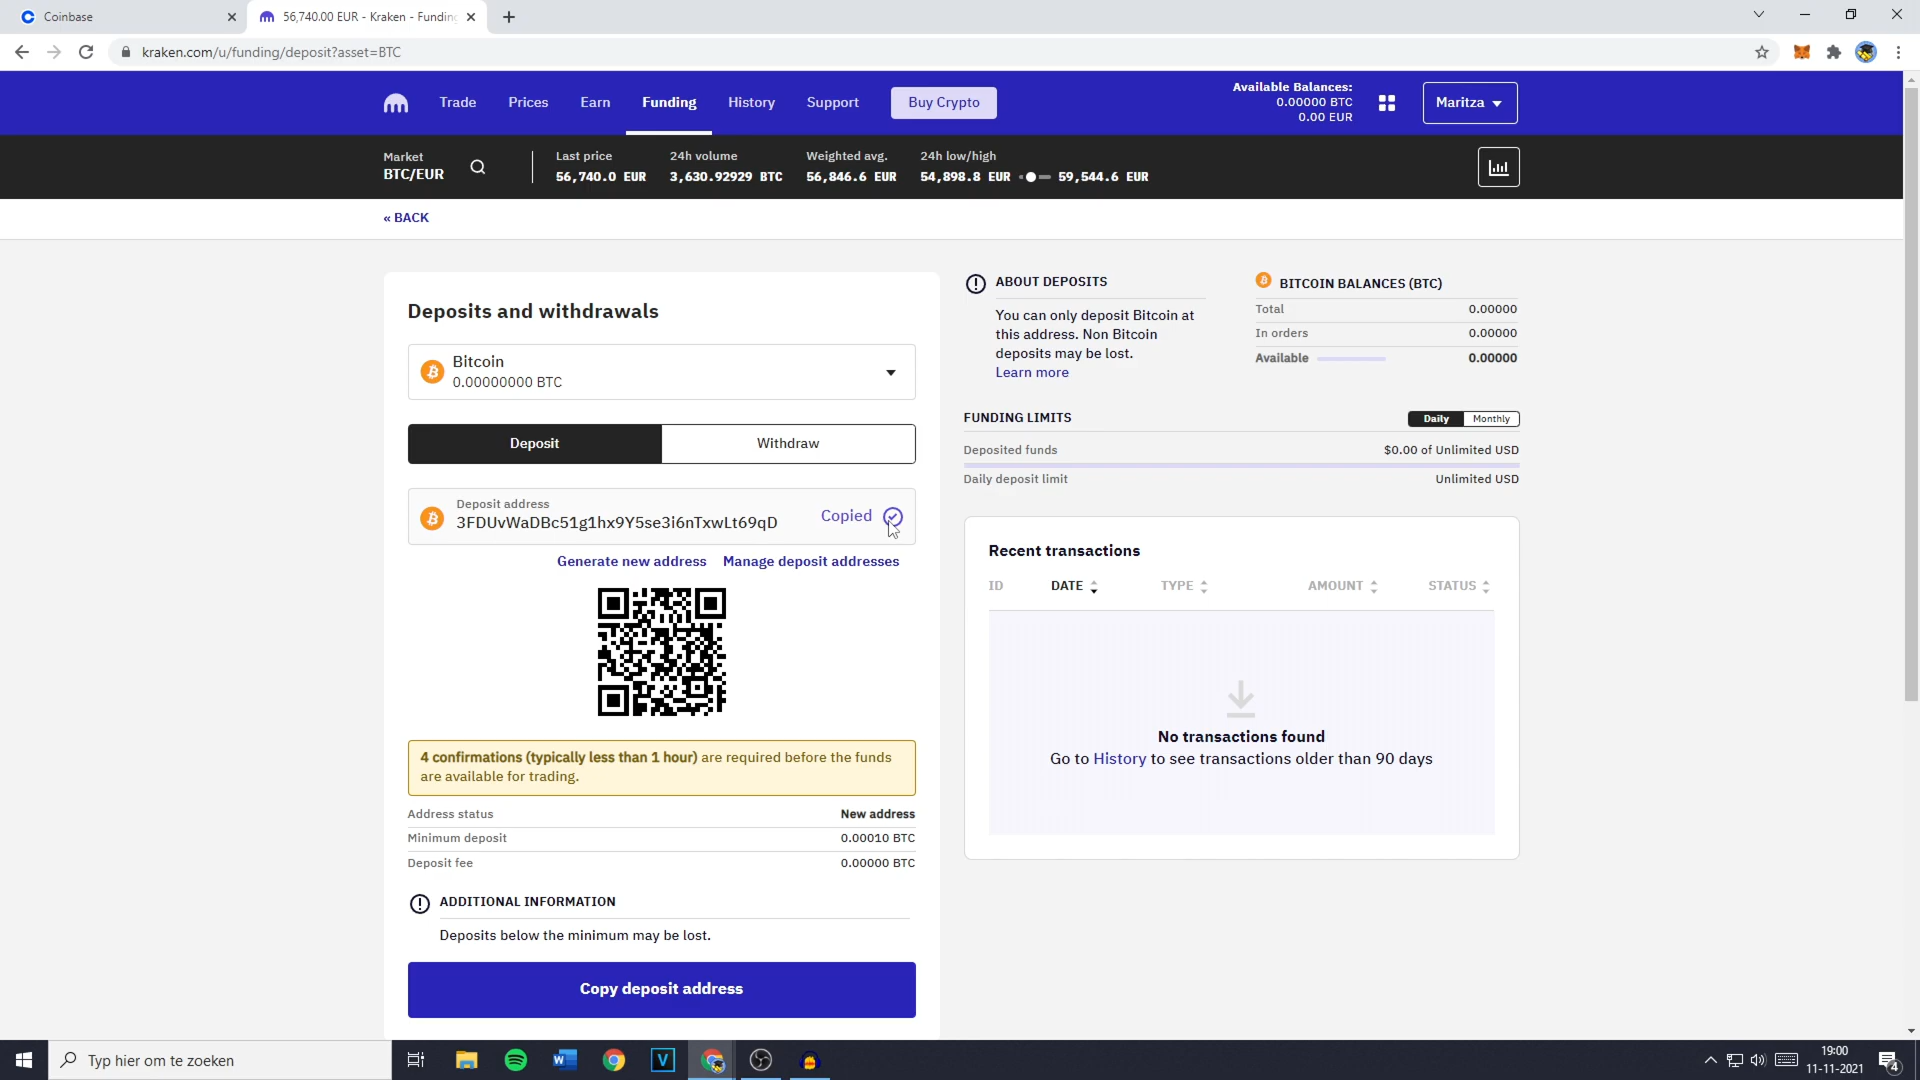 Coinbase
56,740.00 EUR - Kraken - Funding
kraken.com/u/funding/deposit?asset=BTC
Trade
Prices
Earn
Funding
History
Support
Buy Crypto
Available Balances:
0.00000 BTC
0.00 EUR
Maritza
Market
BTC/EUR
Last price
56,740.0 EUR
24h volume
3,630.92929 BTC
Weighted avg.
56,846.6 EUR
24h low/high
54,898.8 EUR
59,544.6 EUR
« BACK
Deposits and withdrawals
Bitcoin
0.00000000 BTC
Deposit
Withdraw
Deposit address
3FDUvWaDBc51g1hx9Y5se3i6nTxwLt69qD
Copied
Generate new address
Manage deposit addresses
4 confirmations (typically less than 1 hour) are required before the funds
are available for trading.
Address status
New address
Minimum deposit
0.00010 BTC
Deposit fee
0.00000 BTC
ADDITIONAL INFORMATION
Deposits below the minimum may be lost.
Copy deposit address
ABOUT DEPOSITS
You can only deposit Bitcoin at
this address. Non Bitcoin
deposits may be lost.
Learn more
BITCOIN BALANCES (BTC)
Total
0.00000
In orders
0.00000
Available
0.00000
FUNDING LIMITS
Daily
Monthly
Deposited funds
$0.00 of Unlimited USD
Daily deposit limit
Unlimited USD
Recent transactions
ID
DATE
TYPE
AMOUNT
STATUS
No transactions found
Go to History to see transactions older than 90 days
Typ hier om te zoeken
19:00
11-11-2021
4